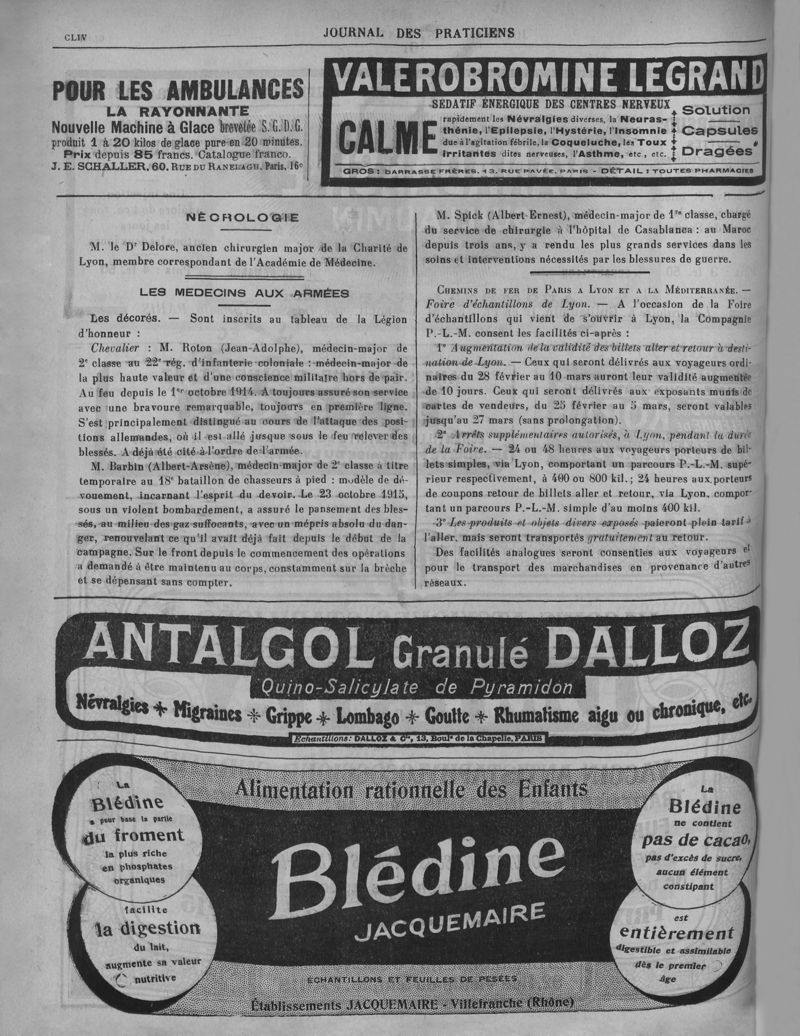 CLIV
JOURNAL DES PRATICIENS
POUR LES AMBULANCES
LA RAYONNANTE
Nouvelle Machine à Glace brevetée S.G.D.G.
produit 1 à 20 kilos de glace pure en 20 minutes.
Prix depuis 85 francs. Catalogue franco.
J. E. SCHALLER, 60, RUE DU RANELAGH, Paris, 16e
VALEROBROMINE LEGRAND
SÉDATIF ÉNERGIQUE DES CENTRES NERVEUX
CALME
rapidement les Névralgies diverses, la Neuras-
thénie, l'Epilepsie, l'Hystérie, l'Insomnie
due à l'agitation fébrile, la Coqueluche, les Toux
irritantes dites nerveuses, l'Asthme, etc., etc.
Solution
Capsules
Dragées
GROS : DARRASSE FRÈRES, 13, RUE PAVÉE, PARIS - DÉTAIL : TOUTES PHARMACIES
NÉCROLOGIE
M. le Dr Delore, ancien chirurgien major de la Charité de
Lyon, membre correspondant de l'Académie de Médecine.
LES MEDECINS AUX ARMÉES
Les décorés. — Sont inscrits au tableau de la Légion
d'honneur :
Chevalier : M. Roton (Jean-Adolphe), médecin-major de
2e classe au 22e rég. d'infanterie coloniale : médecin-major de
la plus haute valeur et d'une conscience militaire hors de pair.
Au feu depuis le 1er octobre 1914. A toujours assuré son service
avec une bravoure remarquable, toujours en première ligne.
S'est principalement distingué au cours de l'attaque des posi-
tions allemandes, où il est allé jusque sous le feu relever des
blessés. A déjà été cité à l'ordre de l'armée.
M. Barbin (Albert-Arsène), médecin major de 2e classe à titre
temporaire au 18e bataillon de chasseurs à pied : modèle de dé-
vouement, incarnant l'esprit du devoir. Le 23 octobre 1915,
sous un violent bombardement, a assuré le pansement des bles-
sés, au milieu des gaz suffocants, avec un mépris absolu du dan-
ger, renouvelant ce qu'il avait déjà fait depuis le début de la
campagne. Sur le front depuis le commencement des opérations
a demandé à être maintenu au corps, constamment sur la brèche
et se dépensant sans compter.
M. Spick (Albert-Ernest), médecin-major de 1re classe, chargé
du service de chirurgie à l'hôpital de Casablanca : au Maroc
depuis trois ans, y a rendu les plus grands services dans les
soins et interventions nécessités par les blessures de guerre.
CHEMINS DE FER DE PARIS A LYON ET A LA MÉDITERRANÉE. —
Foire d'échantillons de Lyon. — A l'occasion de la Foire
d'échantillons qui vient de s'ouvrir à Lyon, la Compagnie
P.-L.-M. consent les facilités ci-après :
1° Augmentation de la validité des billets aller et retour à desti-
nation de Lyon. — Ceux qui seront délivrés aux voyageurs ordi-
naires du 28 février au 10 mars auront leur validité augmentée
de 10 jours. Ceux qui seront délivrés aux exposants munis de
cartes de vendeurs, du 25 février au 5 mars, seront valables
jusqu'au 27 mars (sans prolongation).
2° Arrêts supplémentaires autorisés, à Lyon, pendant la durée
de la Foire. — 24 ou 48 heures aux voyageurs porteurs de bil-
lets simples, via Lyon, comportant un parcours P.-L.-M. supé-
rieur respectivement, à 400 ou 800 kil.; 24 heures aux porteurs
de coupons retour de billets aller et retour, via Lyon, compor-
tant un parcours P.-L.-M. simple d'au moins 400 kil.
3° Les produits et objets divers exposés paieront plein tarif à
l'aller, mais seront transportés gratuitement au retour.
Des facilités analogues seront consenties aux voyageurs et
pour le transport des marchandises en provenance d'autres
réseaux.
ANTALGOL Granulé DALLOZ
Quino-Salicylate de Pyramidon
Névralgies * Migraines * Grippe * Lombago * Goutte * Rhumatisme aigu ou chronique, etc.
Echantillons : DALLOZ & Cie, 13, Boulᵈ de la Chapelle, PARIS
Alimentation rationnelle des Enfants
La
Blédine
a pour base la partie
du froment
la plus riche
en phosphates
organiques
facilite
la digestion
du lait,
augmente sa valeur
nutritive
Blédine
JACQUEMAIRE
La
Blédine
ne contient
pas de cacao,
pas d'excès de sucre,
aucun élément
constipant
est
entièrement
digestible et assimilable
dès le premier
âge
ÉCHANTILLONS ET FEUILLES DE PESÉES
Établissements JACQUEMAIRE - Villefranche (Rhône)